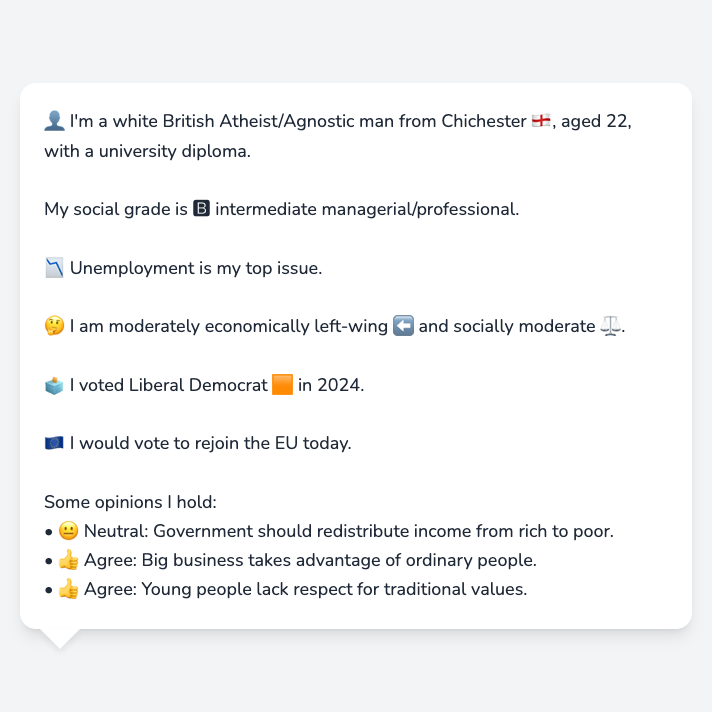 👤 I'm a white British Atheist/Agnostic man from Chichester 🏴󠁧󠁢󠁥󠁮󠁧󠁿, aged 22,
with a university diploma.
My social grade is 🅱 intermediate managerial/professional.
📉 Unemployment is my top issue.
🤔 I am moderately economically left-wing ⬅️ and socially moderate ⚖️.
🗳️ I voted Liberal Democrat 🟧 in 2024.
🇪🇺 I would vote to rejoin the EU today.
Some opinions I hold:
• 😐 Neutral: Government should redistribute income from rich to poor.
• 👍 Agree: Big business takes advantage of ordinary people.
• 👍 Agree: Young people lack respect for traditional values.